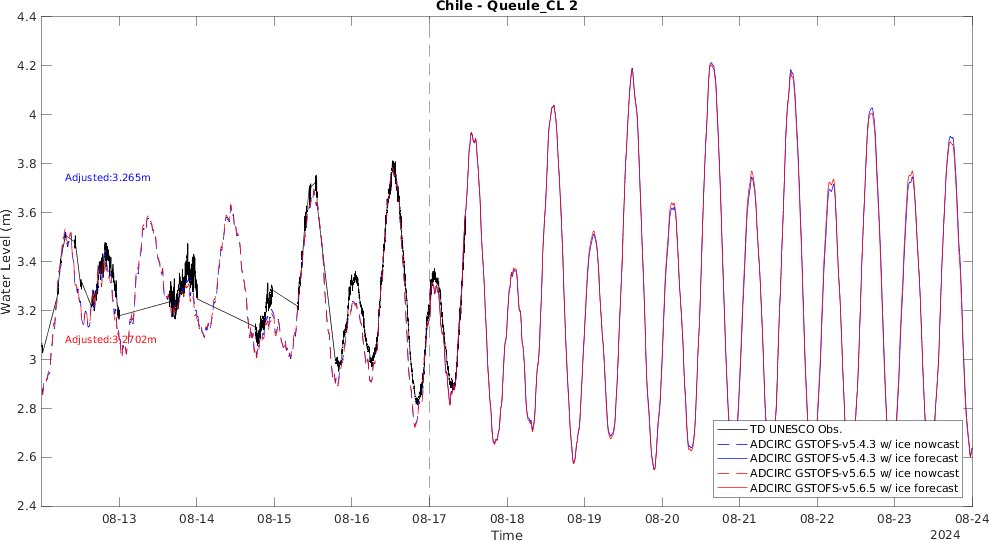 Chile - Queule_CL 2
4.4
4.2
4
3.8
3.6
3.4
3.2
3
2.8
2.6
2.4
Water Level (m)
Adjusted:3.265m
Adjusted:3.2702m
TD UNESCO Obs.
ADCIRC GSTOFS-v5.4.3 w/ ice nowcast
ADCIRC GSTOFS-v5.4.3 w/ ice forecast
ADCIRC GSTOFS-v5.6.5 w/ ice nowcast
ADCIRC GSTOFS-v5.6.5 w/ ice forecast
08-13 08-14 08-15 08-16 08-17 08-18 08-19 08-20 08-21 08-22 08-23 08-24
Time
2024